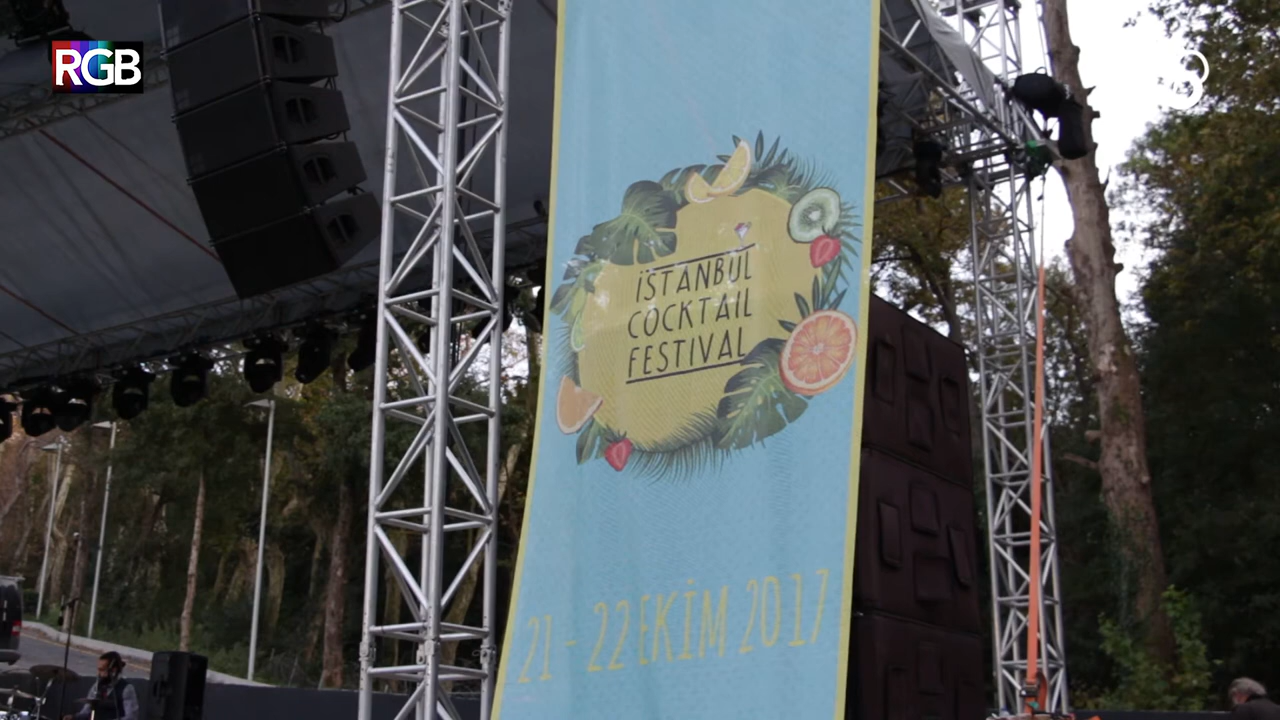 RGB
İSTANBUL
COCKTAIL
FESTIVAL
21 - 22 EKİM 2017